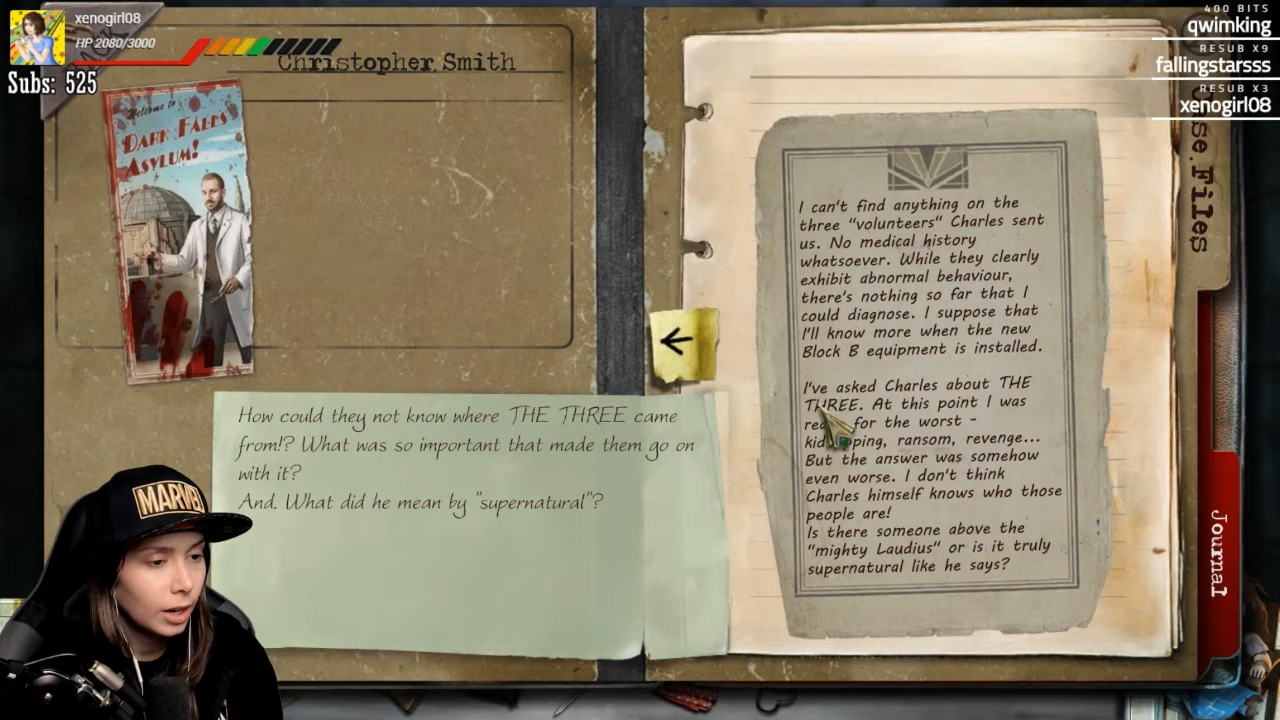 xenogirl08
HP 2080/3000
Subs: 525
400 BITS
qwimking
RESUB X9
fallingstarsss
RESUB X3
xenogirl08
Christopher Smith
Welcome to
DARK FALLS
ASYLUM!
How could they not know where THE THREE came
from!? What was so important that made them go on
with it?
And. What did he mean by "supernatural"?
I can't find anything on the
three "volunteers" Charles sent
us. No medical history
whatsoever. While they clearly
exhibit abnormal behaviour,
there's nothing so far that I
could diagnose. I suppose that
I'll know more when the new
Block B equipment is installed.
I've asked Charles about THE
THREE. At this point I was
for the worst -
ransom, revenge...
But the answer was somehow
even worse. I don't think
Charles himself knows who those
people are!
Is there someone above the
"mighty Laudius" or is it truly
supernatural like he says?
Files
Journal
MARVEL